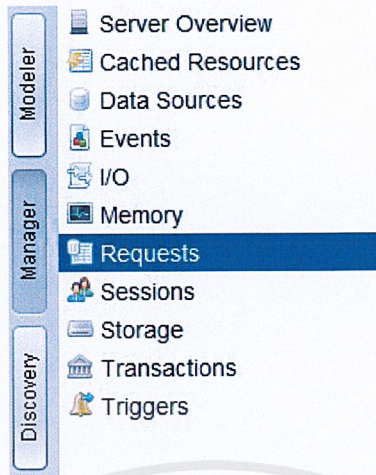 Modeler
Manager
Discovery
Server Overview
Cached Resources
Data Sources
Events
I/O
Memory
Requests
Sessions
Storage
Transactions
Triggers